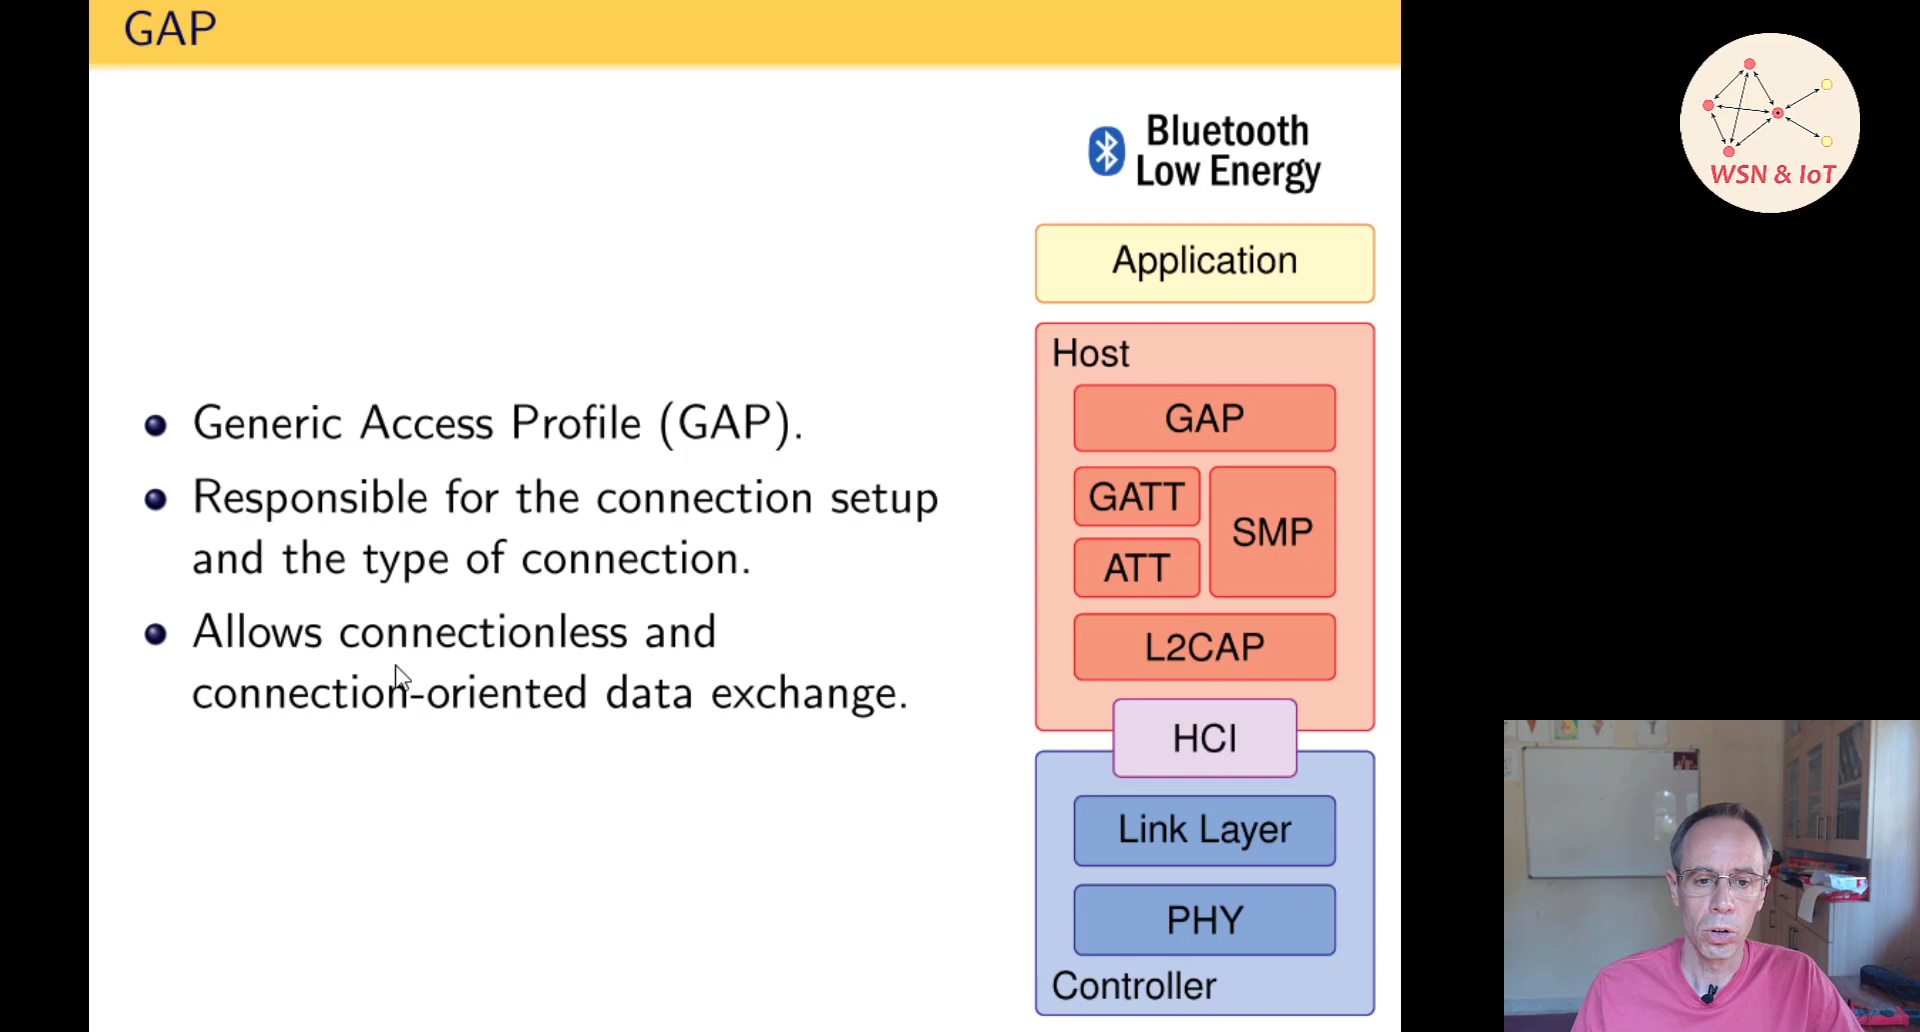 GAP
Generic Access Profile (GAP).
Responsible for the connection setup
and the type of connection.
Allows connectionless and
connection-oriented data exchange.
Bluetooth
Low Energy
Application
Host
GAP
GATT
SMP
ATT
L2CAP
HCI
Link Layer
PHY
Controller
WSN & IoT